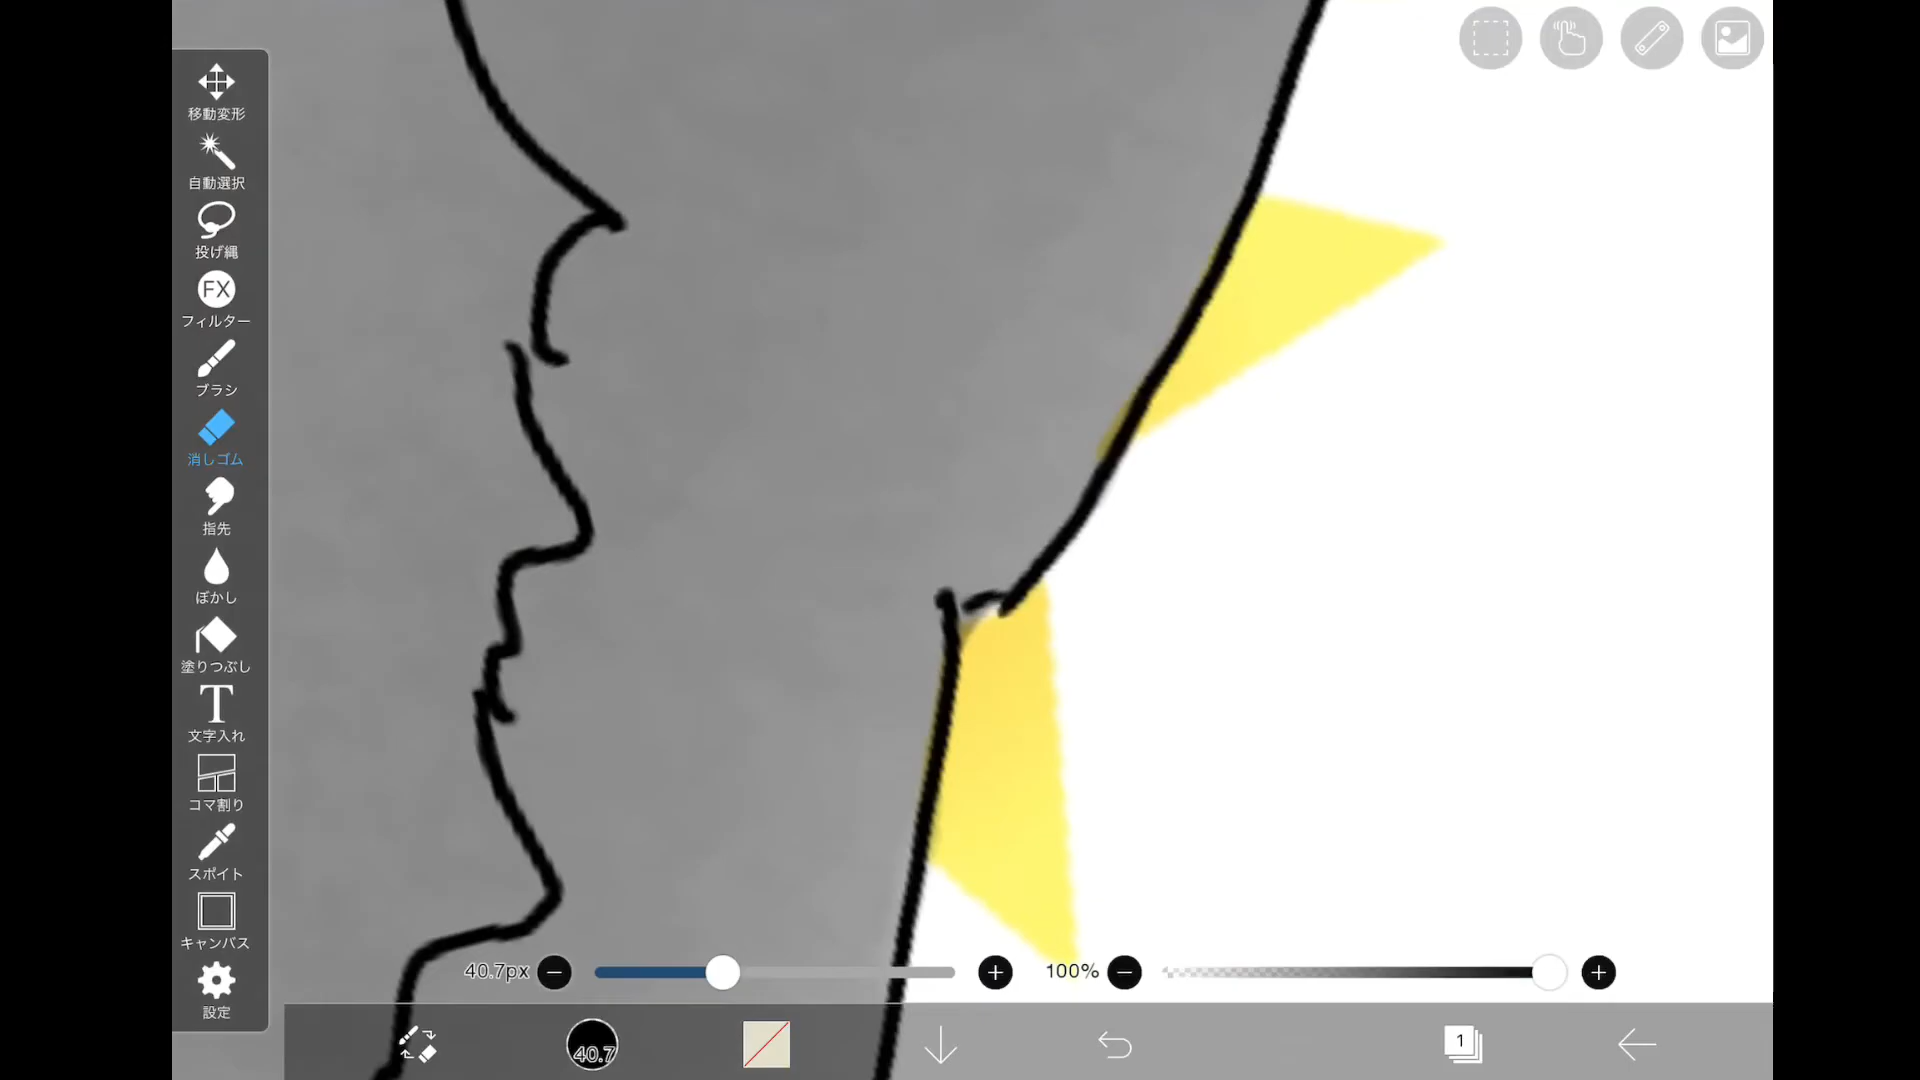 移動変形
自動選択
投げ縄
FX
フィルター
ブラシ
消しゴム
指先
ぼかし
塗りつぶし
T
文字入れ
コマ割り
スポイト
キャンバス
設定
40.7px
100%
40.7
1